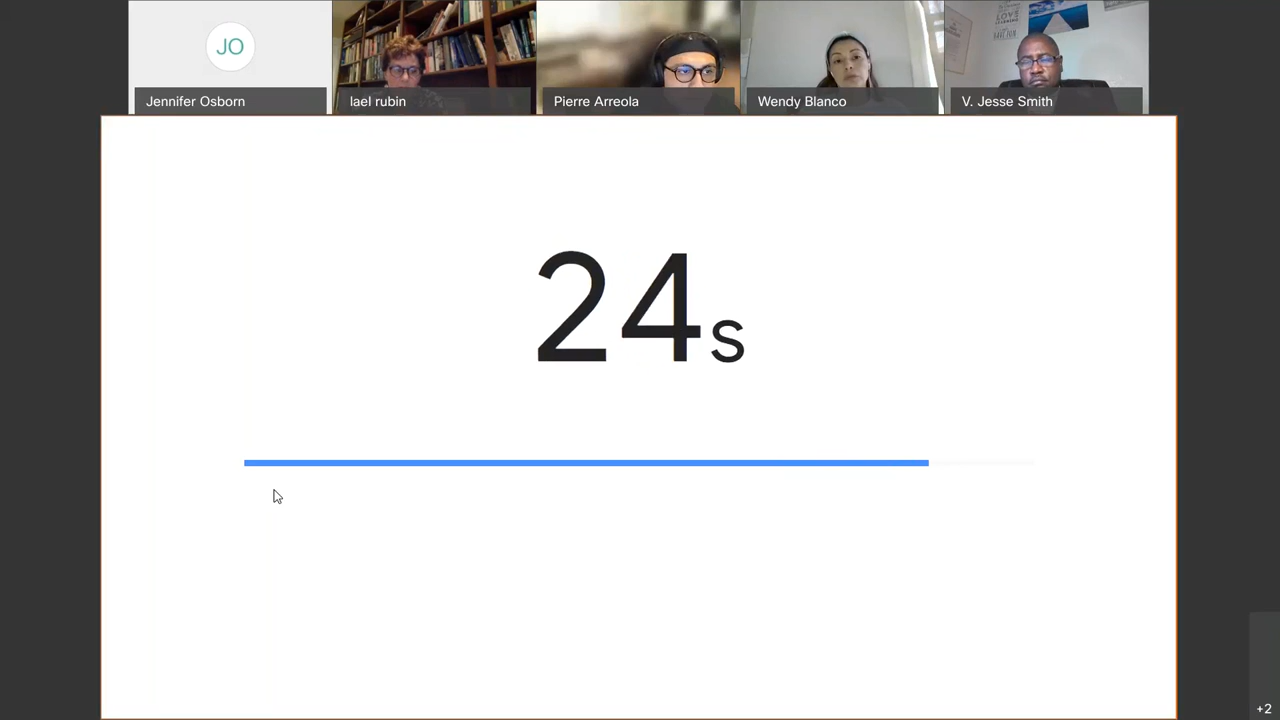 JO
Jennifer Osborn
lael rubin
Pierre Arreola
Wendy Blanco
V. Jesse Smith
24s
+2